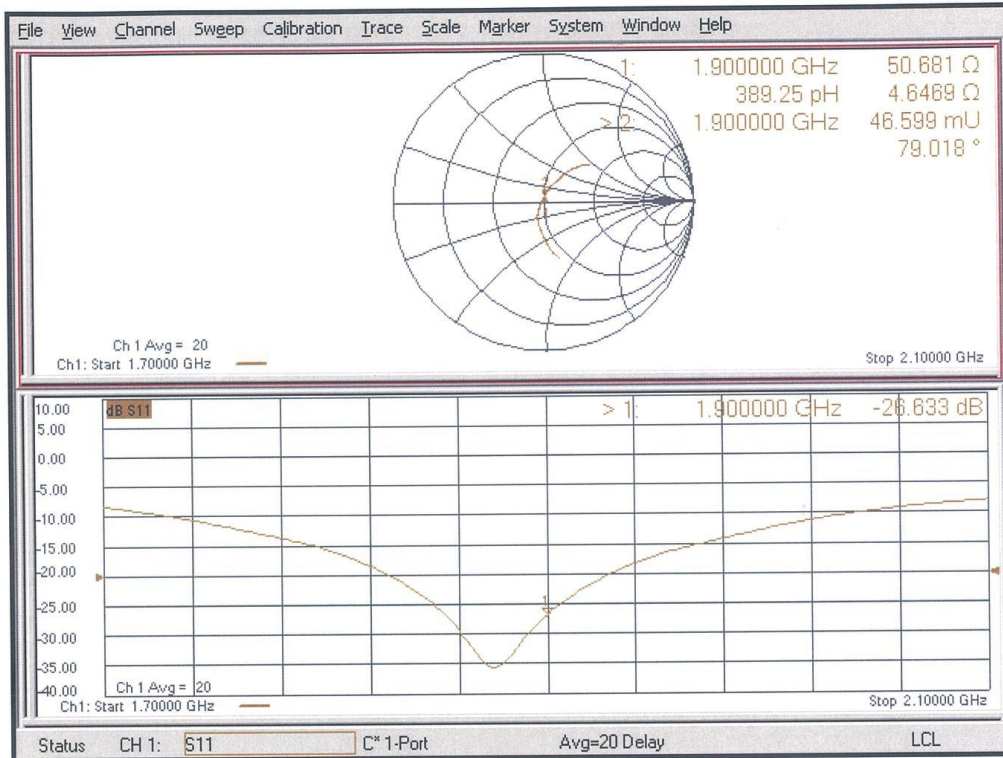 File View Channel Sweep Calibration Trace Scale Marker System Window Help
1: 1.900000 GHz 50.681 Ω
389.25 pH 4.6469 Ω
> 2: 1.900000 GHz 46.599 mU
79.018 °
Ch 1 Avg = 20
Ch1: Start 1.70000 GHz Stop 2.10000 GHz
10.00 dB S11 > 1: 1.900000 GHz -26.633 dB
5.00
0.00
-5.00
-10.00
-15.00
-20.00
-25.00
1
-30.00
-35.00
-40.00 Ch 1 Avg = 20
Ch1: Start 1.70000 GHz Stop 2.10000 GHz
Status CH 1: S11 C* 1-Port Avg=20 Delay LCL